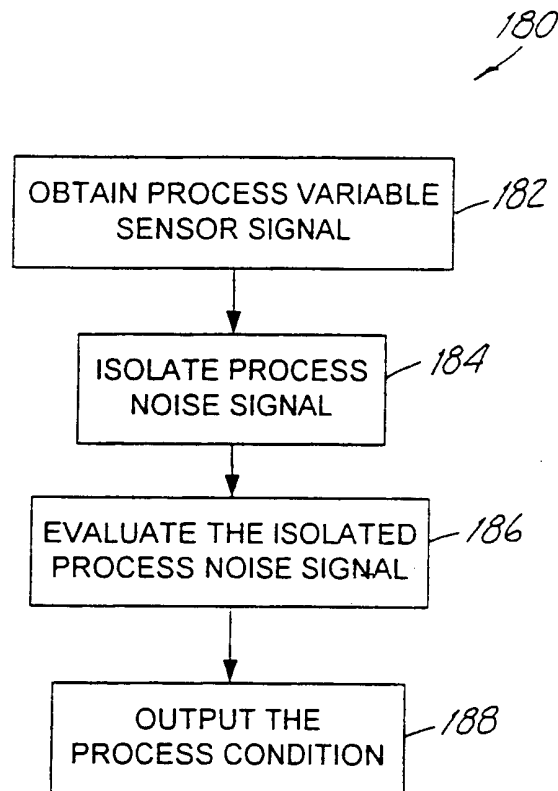 180
OBTAIN PROCESS VARIABLE
SENSOR SIGNAL
182
ISOLATE PROCESS
NOISE SIGNAL
184
EVALUATE THE ISOLATED
PROCESS NOISE SIGNAL
186
OUTPUT THE
PROCESS CONDITION
188